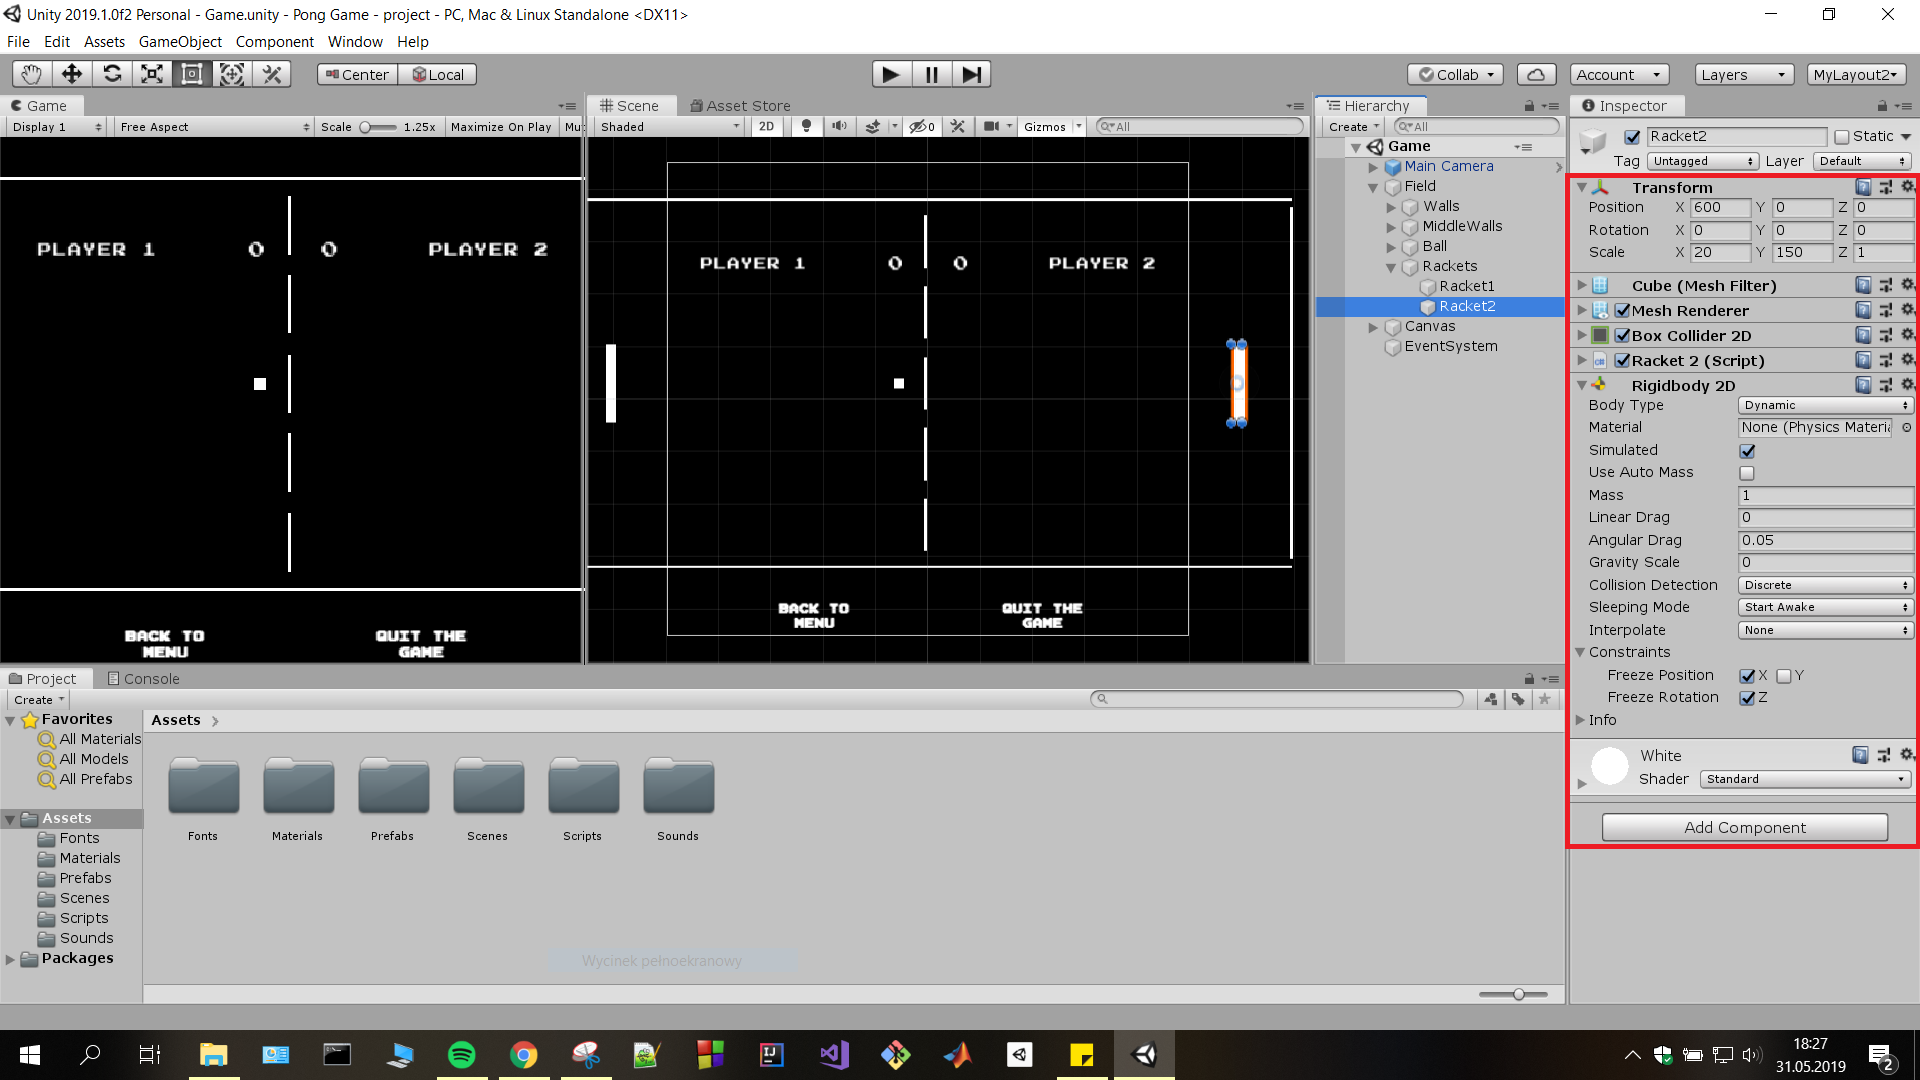 Unity 2019.1.0f2 Personal - Game.unity - Pong Game - project - PC, Mac & Linux Standalone <DX11>
File Edit Assets GameObject Component Window Help
Center Local
Collab Account Layers MyLayout2
Game
Display 1 Free Aspect Scale 1.25x Maximize On Play Mu
PLAYER 1 0 0 PLAYER 2
BACK TO
MENU
QUIT THE
GAME
Scene Asset Store
Shaded 2D 0 Gizmos All
PLAYER 1 0 0 PLAYER 2
BACK TO
MENU
QUIT THE
GAME
Hierarchy
Create All
Game
Main Camera
Field
Walls
MiddleWalls
Ball
Rackets
Racket1
Racket2
Canvas
EventSystem
Inspector
Racket2 Static
Tag Untagged Layer Default
Transform
Position X 600 Y 0 Z 0
Rotation X 0 Y 0 Z 0
Scale X 20 Y 150 Z 1
Cube (Mesh Filter)
Mesh Renderer
Box Collider 2D
Racket 2 (Script)
Rigidbody 2D
Body Type Dynamic
Material None (Physics Materia
Simulated
Use Auto Mass
Mass 1
Linear Drag 0
Angular Drag 0.05
Gravity Scale 0
Collision Detection Discrete
Sleeping Mode Start Awake
Interpolate None
Constraints
Freeze Position X Y
Freeze Rotation Z
Info
White
Shader Standard
Add Component
Project Console
Create
Favorites
All Materials
All Models
All Prefabs
Assets
Fonts
Materials
Prefabs
Scenes
Scripts
Sounds
Packages
Assets
Fonts Materials Prefabs Scenes Scripts Sounds
Wycinek pełnoekranowy
18:27
31.05.2019
2